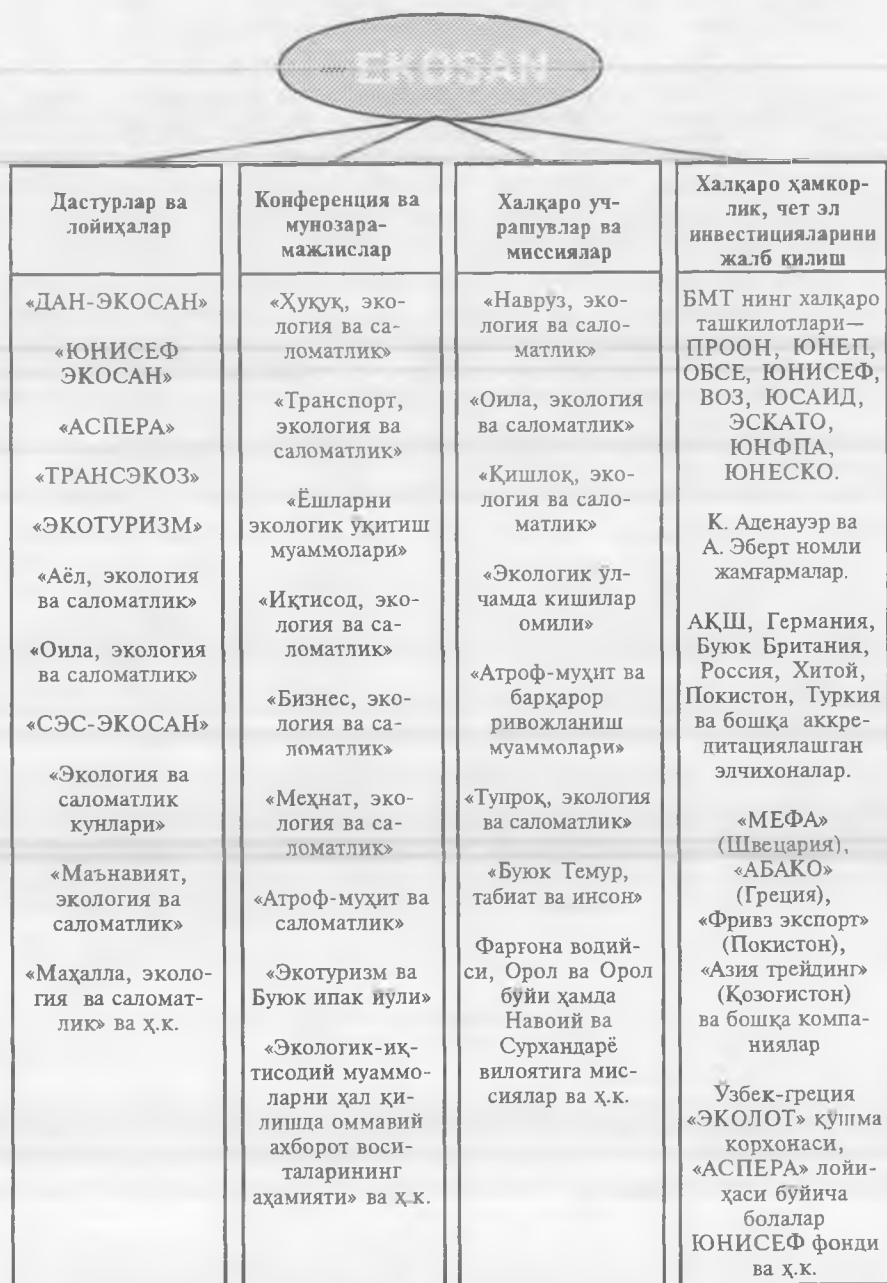 EKOSAN
Дастурлар ва
лойиҳалар
«ДАН-ЭКОСАН»
«ЮНИСЕФ
ЭКОСАН»
«АСПЕРА»
«ТРАНСЭКОЗ»
«ЭКОТУРИЗМ»
«Аёл, экология
ва саломатлик»
«Оила, экология
ва саломатлик»
«СЭС-ЭКОСАН»
«Экология ва
саломатлик
кунлари»
«Маънавият,
экология ва
саломатлик»
«Маҳалла, эколо-
гия ва саломат-
лик» ва ҳ.к.
Конференция ва
мунозара-
мажлислар
«Ҳуқуқ, эко-
логия ва са-
ломатлик»
«Транспорт,
экология ва
саломатлик»
«Ёшларни
экологик ўқитиш
муаммолари»
«Иқтисод, эко-
логия ва са-
ломатлик»
«Бизнес, эко-
логия ва са-
ломатлик»
«Меҳнат, эко-
логия ва са-
ломатлик»
«Атроф-муҳит ва
саломатлик»
«Экотуризм ва
Буюк ипак йўли»
«Экологик-иқ-
тисодий муаммо-
ларни ҳал қи-
лишда оммавий
ахборот воси-
таларининг
аҳамияти» ва ҳ.к.
Халқаро уч-
рашувлар ва
миссиялар
«Наврўз, эко-
логия ва сало-
матлик»
«Оила, экология
ва саломатлик»
«Қишлоқ, эко-
логия ва сало-
матлик»
«Экологик ўл-
чамда кишилар
омили»
«Атроф-муҳит ва
барқарор
ривожланиш
муаммолари»
«Тупроқ, экология
ва саломатлик»
«Буюк Темур,
табиат ва инсон»
Фарғона водий-
си, Орол ва Орол
бўйи ҳамда
Навоий ва
Сурхандарё
вилоятига мис-
сиялар ва ҳ.к.
Халқаро ҳамкор-
лик, чет эл
инвестицияларини
жалб қилиш
БМТ нинг халқаро
ташкилотлари—
ПРООН, ЮНЕП,
ОБСЕ, ЮНИСЕФ,
ВОЗ, ЮСАИД,
ЭСКАТО,
ЮНФПА,
ЮНЕСКО.
К. Аденауэр ва
А. Эберт номли
жамғармалар.
АҚШ, Германия,
Буюк Британия,
Россия, Хитой,
Покистон, Туркия
ва бошқа аккре-
дитациялашган
элчихоналар.
«МЕФА»
(Швецария),
«АБАКО»
(Греция),
«Фривз экспорт»
(Покистон),
«Азия трейдинг»
(Қозоғистон)
ва бошқа компа-
ниялар
Ўзбек-греция
«ЭКОЛОТ» қўшма
корхонаси,
«АСПЕРА» лойи-
ҳаси бўйича
болалар
ЮНИСЕФ фонди
ва ҳ.к.